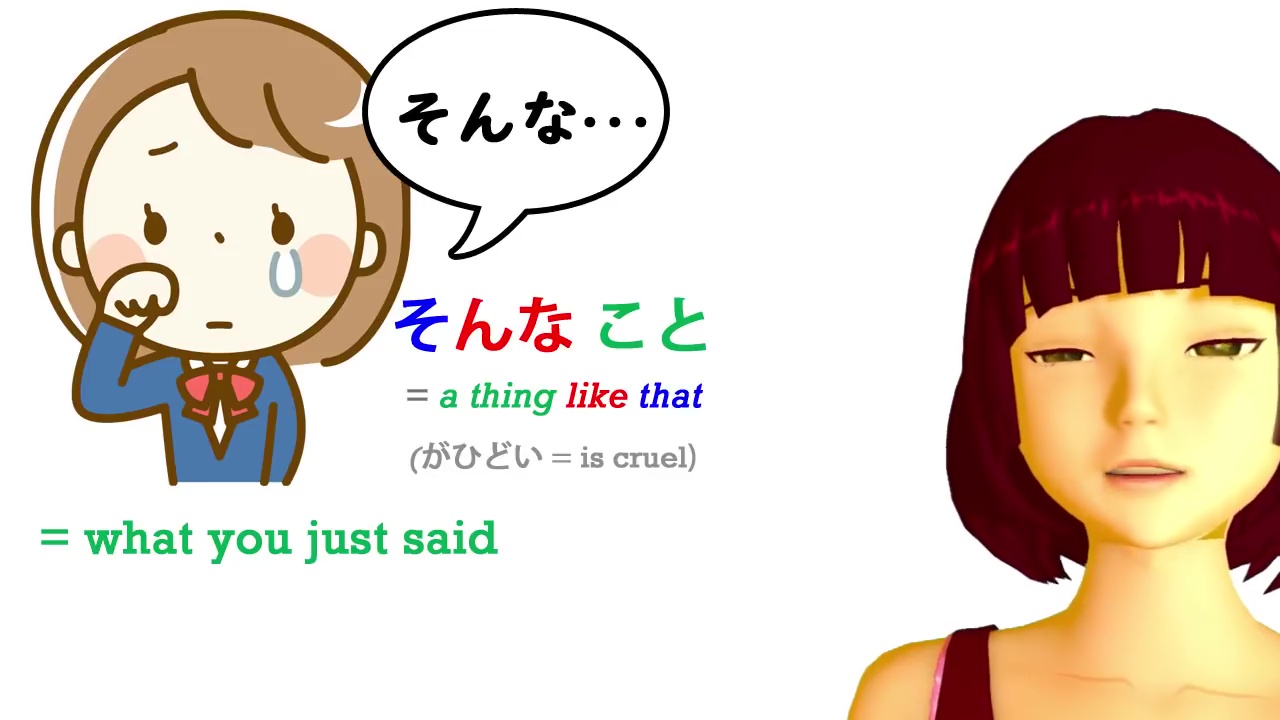 そんな…
そんな こと
= a thing like that
(がひどい = is cruel)
= what you just said